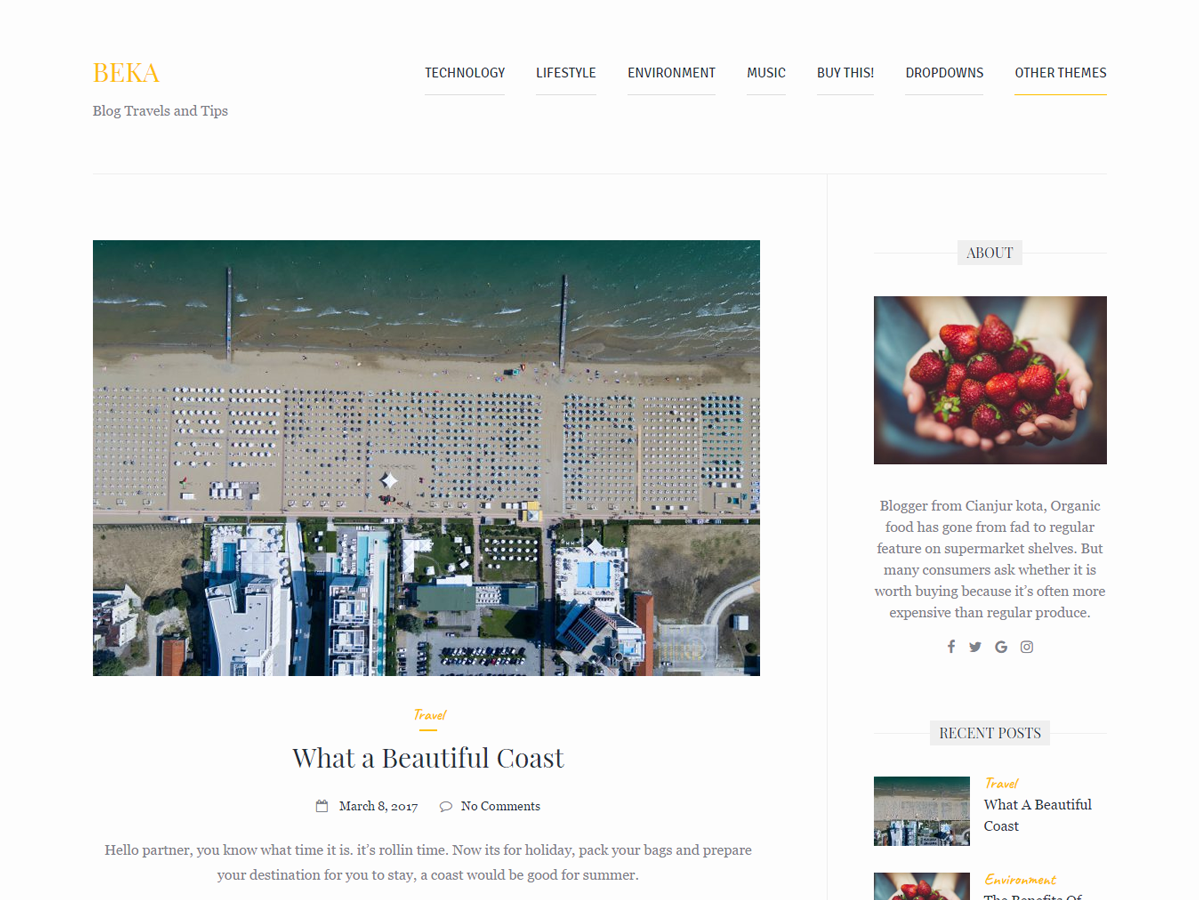 BEKA
Blog Travels and Tips
TECHNOLOGY LIFESTYLE ENVIRONMENT MUSIC BUY THIS! DROPDOWNS OTHER THEMES
Travel
What a Beautiful Coast
March 8, 2017 No Comments
Hello partner, you know what time it is. it’s rollin time. Now its for holiday, pack your bags and prepare
your destination for you to stay, a coast would be good for summer.
ABOUT
Blogger from Cianjur kota, Organic
food has gone from fad to regular
feature on supermarket shelves. But
many consumers ask whether it is
worth buying because it’s often more
expensive than regular produce.
RECENT POSTS
Travel
What A Beautiful
Coast
Environment
The Benefits Of